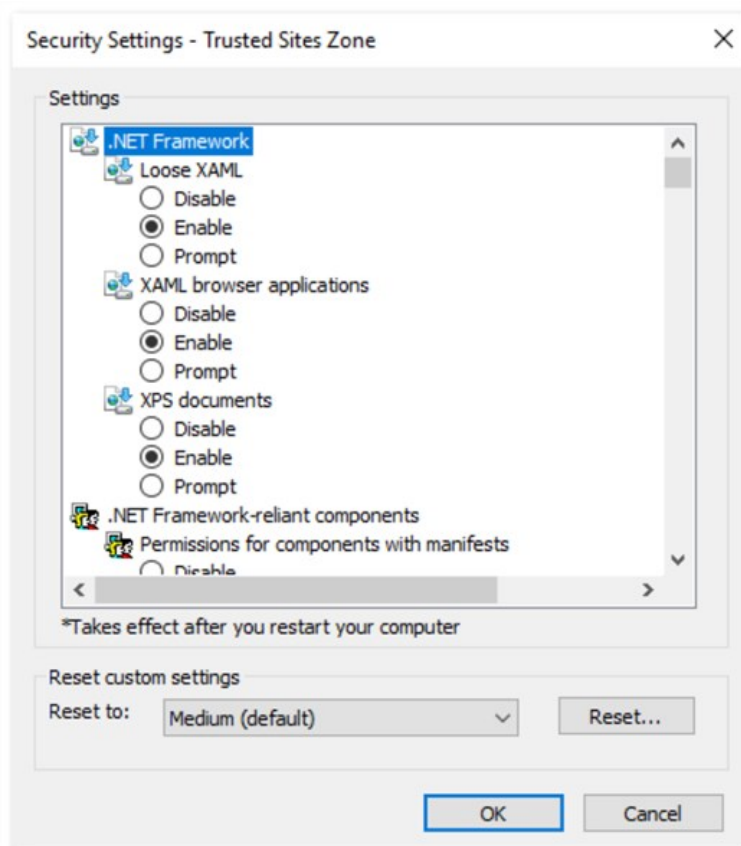 Security Settings - Trusted Sites Zone
Settings
.NET Framework
Loose XAML
Disable
Enable
Prompt
XAML browser applications
Disable
Enable
Prompt
XPS documents
Disable
Enable
Prompt
.NET Framework-reliant components
Permissions for components with manifests
Disable
*Takes effect after you restart your computer
Reset custom settings
Reset to: Medium (default) Reset...
OK Cancel